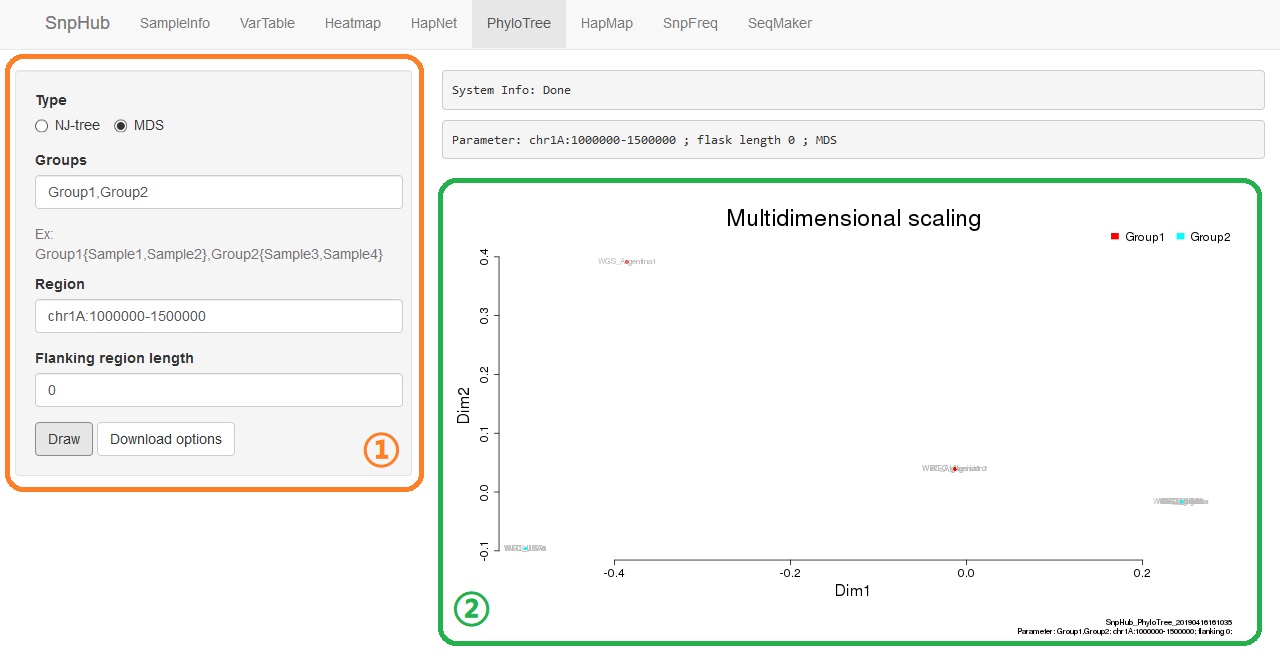 SnpHub SampleInfo VarTable Heatmap HapNet PhyloTree HapMap SnpFreq SeqMaker
Type
NJ-tree MDS
Groups
Group1,Group2
Ex:
Group1{Sample1,Sample2},Group2{Sample3,Sample4}
Region
chr1A:1000000-1500000
Flanking region length
0
Draw Download options
①
System Info: Done
Parameter: chr1A:1000000-1500000 ; flask length 0 ; MDS
Multidimensional scaling
Group1 Group2
0.4
0.3
0.2
0.1
0.0
-0.1
Dim2
-0.4 -0.2 0.0 0.2
Dim1
②
SnpHub_PhyloTree_20190416161035
Parameter: Group1,Group2; chr1A:1000000-1500000; flanking 0;